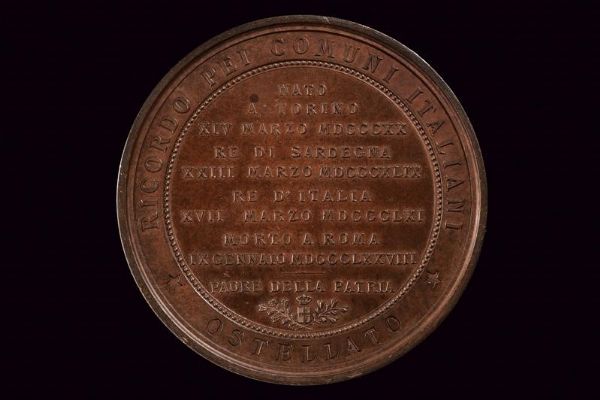 RICORDO PEI COMUNI ITALIANI
NATO
A TORINO
XIV MARZO MDCCCXX
RE DI SARDEGNA
XXIII MARZO MDCCCXLIX
RE D'ITALIA
XVII MARZO MDCCCLXI
MORTO A ROMA
IX GENNAIO MDCCCLXXVIII
PADRE DELLA PATRIA
OSTELLATO